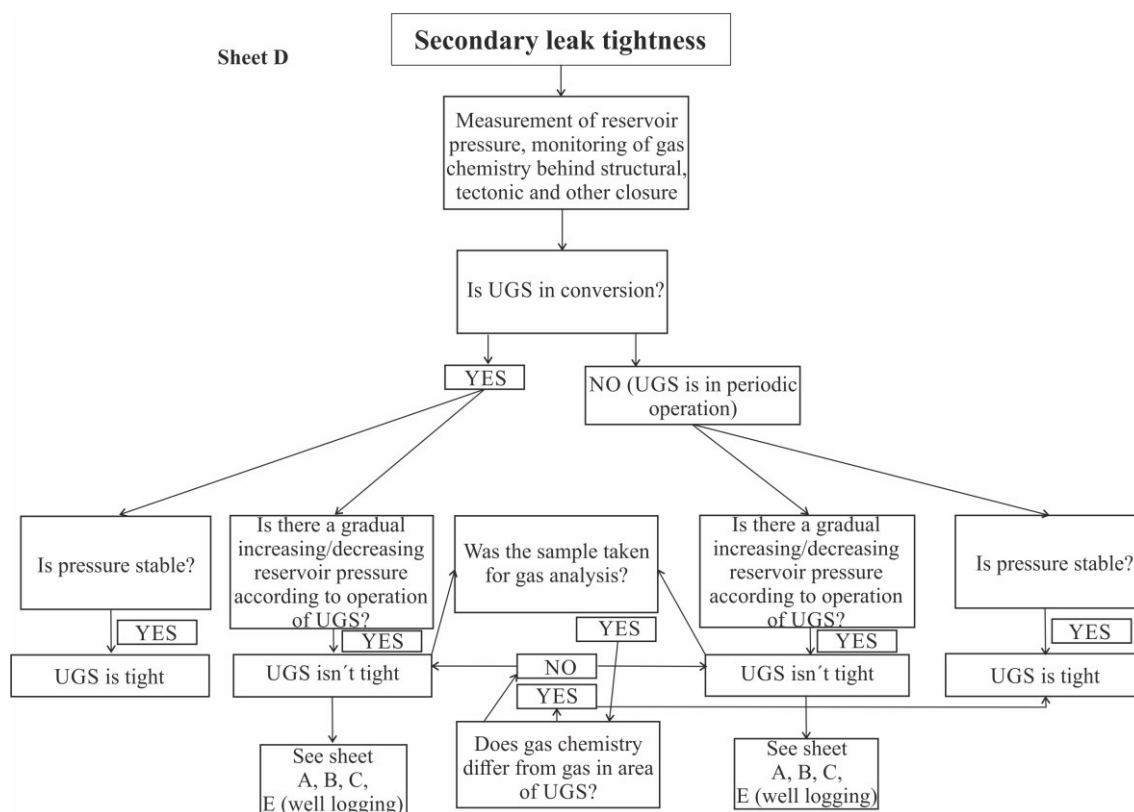 Secondary leak tightness
Sheet D
Measurement of reservoir
pressure, monitoring of gas
chemistry behind structural,
tectonic and other closure
Is UGS in conversion?
YES
NO (UGS is in periodic
operation)
Is pressure stable?
Is there a gradual
increasing/decreasing
reservoir pressure
according to operation
of UGS?
Was the sample taken
for gas analysis?
Is there a gradual
increasing/decreasing
reservoir pressure
according to operation
of UGS?
Is pressure stable?
YES
YES
YES
YES
YES
UGS is tight
UGS isn´t tight
NO
UGS isn´t tight
UGS is tight
YES
See sheet
A, B, C,
E (well logging)
Does gas chemistry
differ from gas in area
of UGS?
See sheet
A, B, C,
E (well logging)